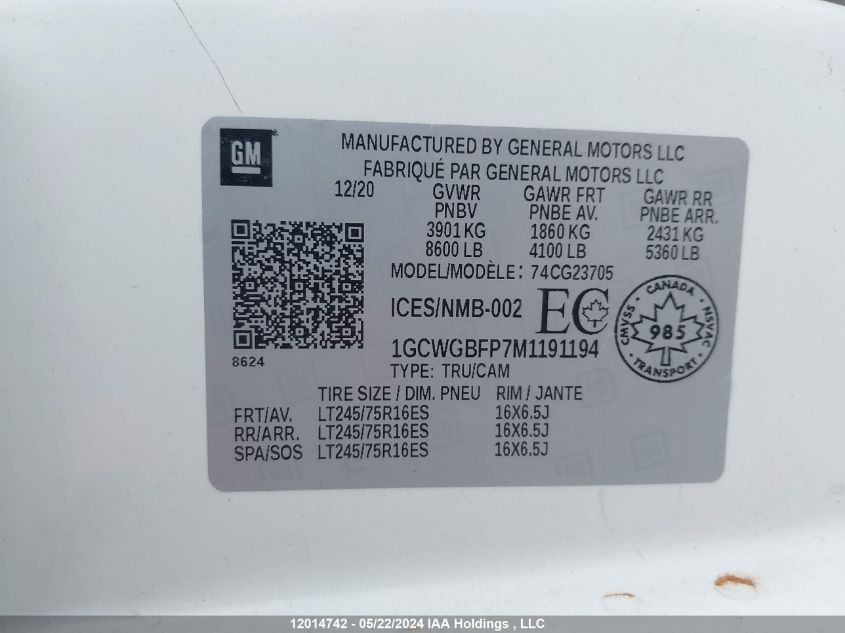 GM
MANUFACTURED BY GENERAL MOTORS LLC
FABRIQUÉ PAR GENERAL MOTORS LLC
12/20 GVWR GAWR FRT GAWR RR
PNBV PNBE AV. PNBE ARR.
3901 KG 1860 KG 2431 KG
8600 LB 4100 LB 5360 LB
MODEL/MODÈLE: 74CG23705
ICES/NMB-002 EC
CANADA
CMVSS 985 NSVAC
TRANSPORT
8624
1GCWGBFP7M1191194
TYPE: TRU/CAM
TIRE SIZE / DIM. PNEU RIM / JANTE
FRT/AV. LT245/75R16ES 16X6.5J
RR/ARR. LT245/75R16ES 16X6.5J
SPA/SOS LT245/75R16ES 16X6.5J
12014742 - 05/22/2024 IAA Holdings , LLC